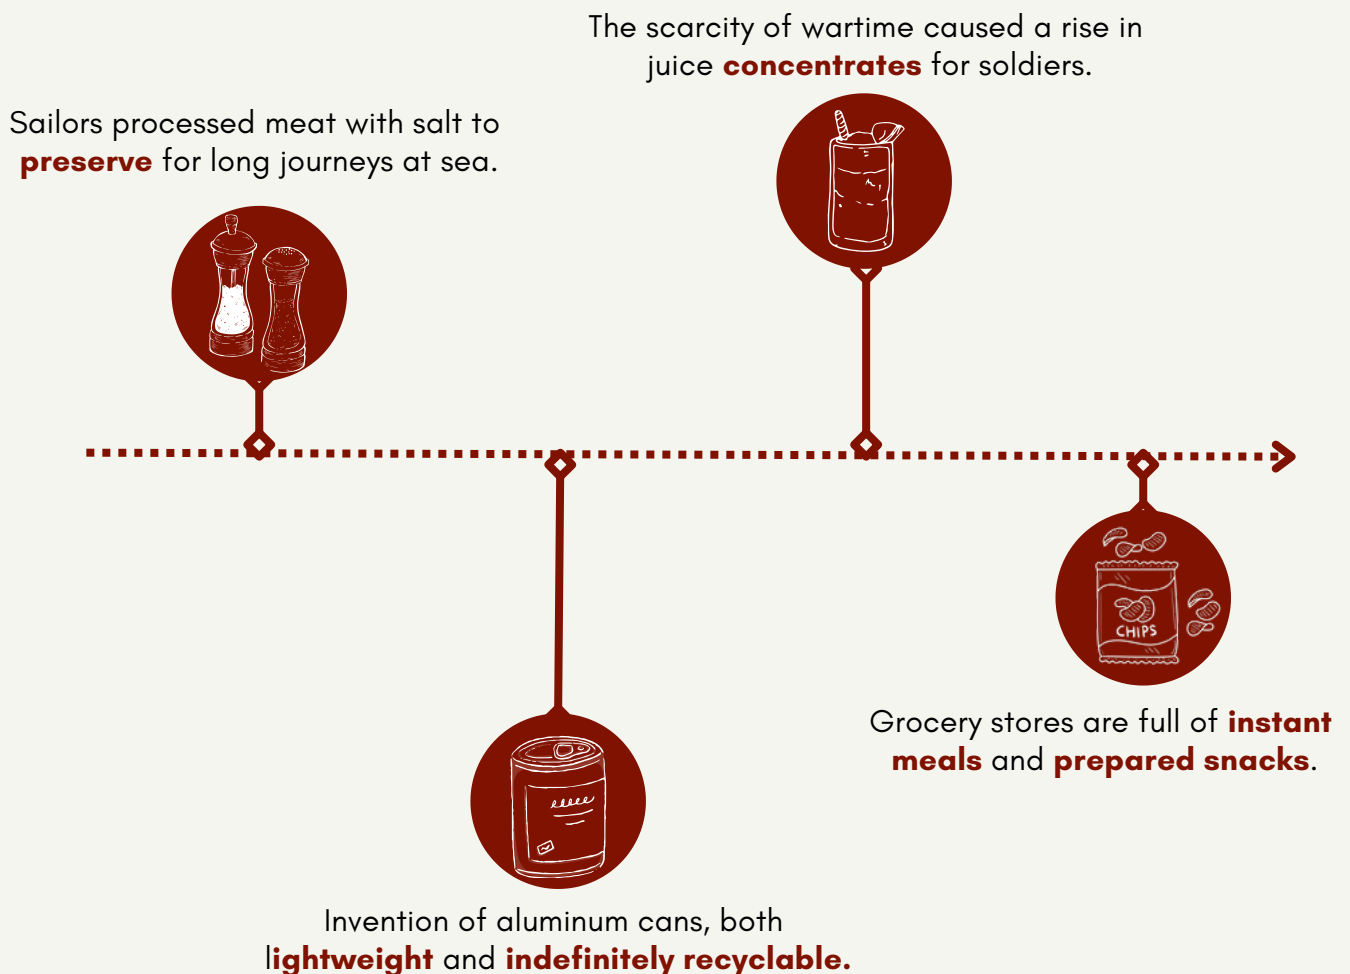 Sailors processed meat with salt to
preserve for long journeys at sea.
Invention of aluminum cans, both
lightweight and indefinitely recyclable.
The scarcity of wartime caused a rise in
juice concentrates for soldiers.
CHIPS
Grocery stores are full of instant
meals and prepared snacks.